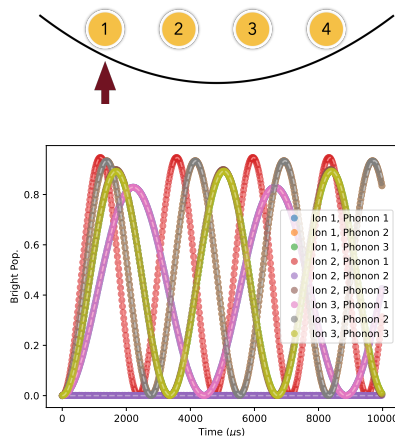 1 2 3 4
0.8
0.6
0.4
0.2
0.0
Bright Pop.
Ion 1, Phonon 1
Ion 1, Phonon 2
Ion 1, Phonon 3
Ion 2, Phonon 1
Ion 2, Phonon 2
Ion 2, Phonon 3
Ion 3, Phonon 1
Ion 3, Phonon 2
Ion 3, Phonon 3
0 2000 4000 6000 8000 10000
Time (μs)